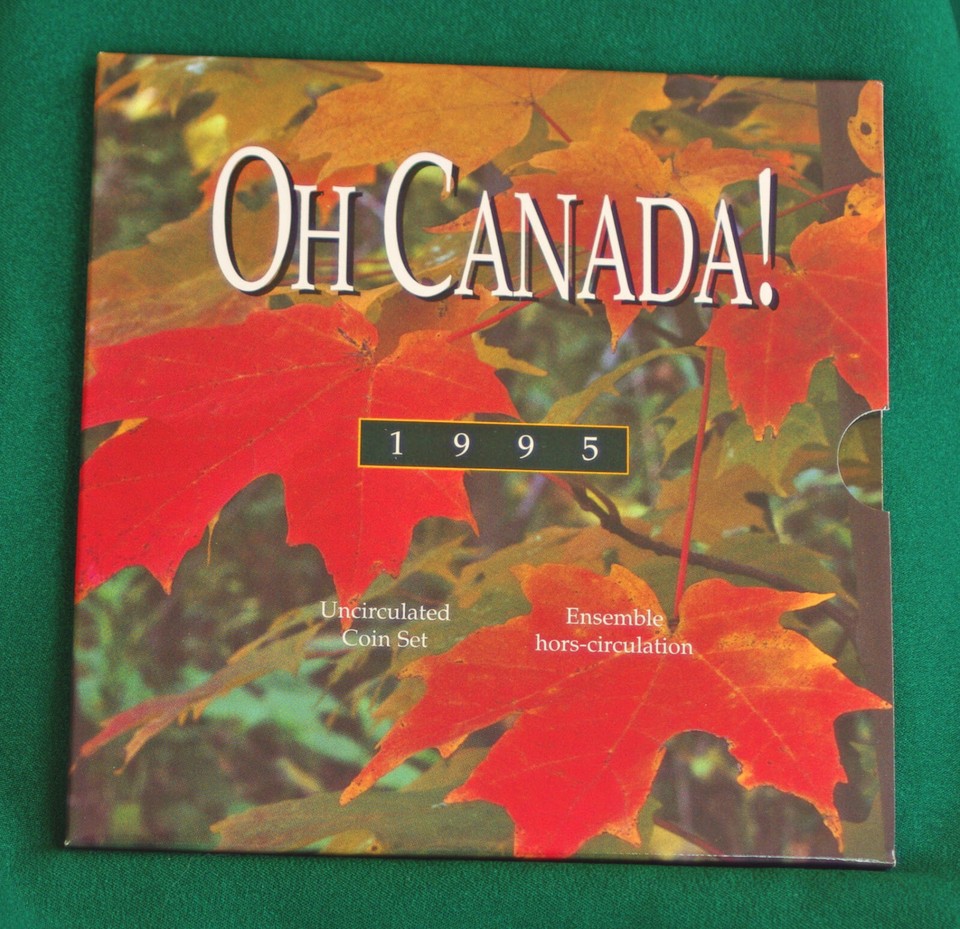 OH CANADA!
1995
Uncirculated
Coin Set
Ensemble
hors-circulation